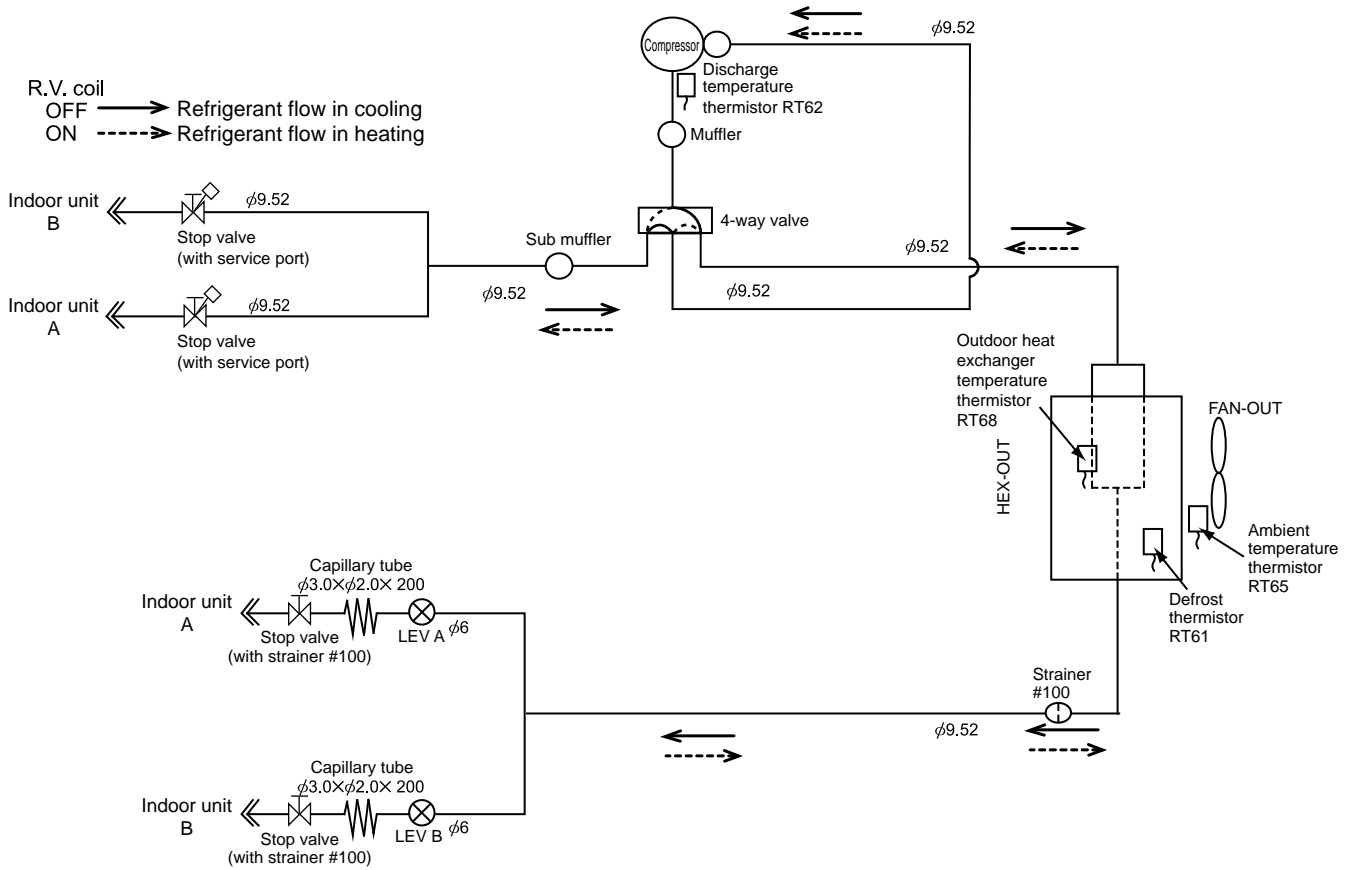 R.V. coil
OFF Refrigerant flow in cooling
ON Refrigerant flow in heating
Compressor
ϕ9.52
Discharge
temperature
thermistor RT62
Muffler
4-way valve
Indoor unit
B
ϕ9.52
Stop valve
(with service port)
Sub muffler
ϕ9.52
ϕ9.52
ϕ9.52
Indoor unit
A
ϕ9.52
Stop valve
(with service port)
Outdoor heat
exchanger
temperature
thermistor
RT68
HEX-OUT
FAN-OUT
Ambient
temperature
thermistor
RT65
Defrost
thermistor
RT61
Capillary tube
ϕ3.0×ϕ2.0× 200
Indoor unit
A
LEV A ϕ6
Stop valve
(with strainer #100)
Strainer
#100
ϕ9.52
Capillary tube
ϕ3.0×ϕ2.0× 200
Indoor unit
B
LEV B ϕ6
Stop valve
(with strainer #100)